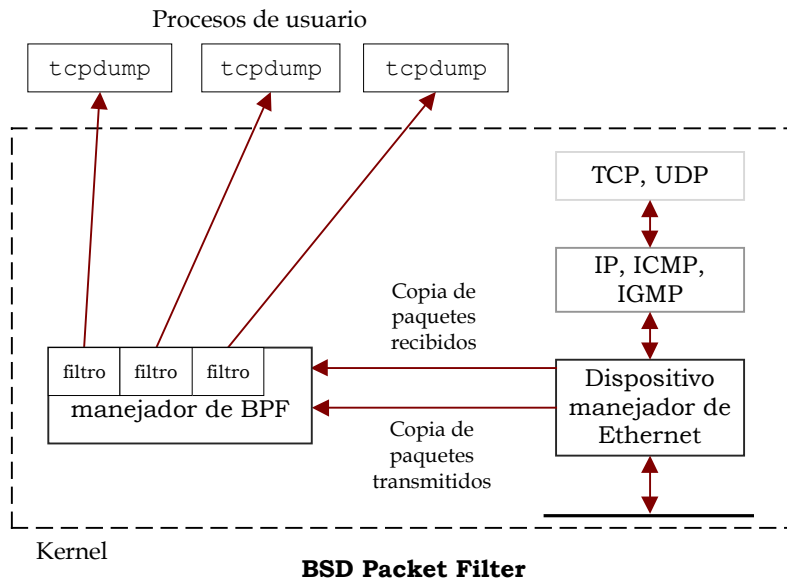 Procesos de usuario
tcpdump
tcpdump
tcpdump
TCP, UDP
IP, ICMP,
IGMP
Copia de
paquetes
recibidos
filtro
filtro
filtro
manejador de BPF
Dispositivo
manejador de
Ethernet
Copia de
paquetes
transmitidos
Kernel
BSD Packet Filter